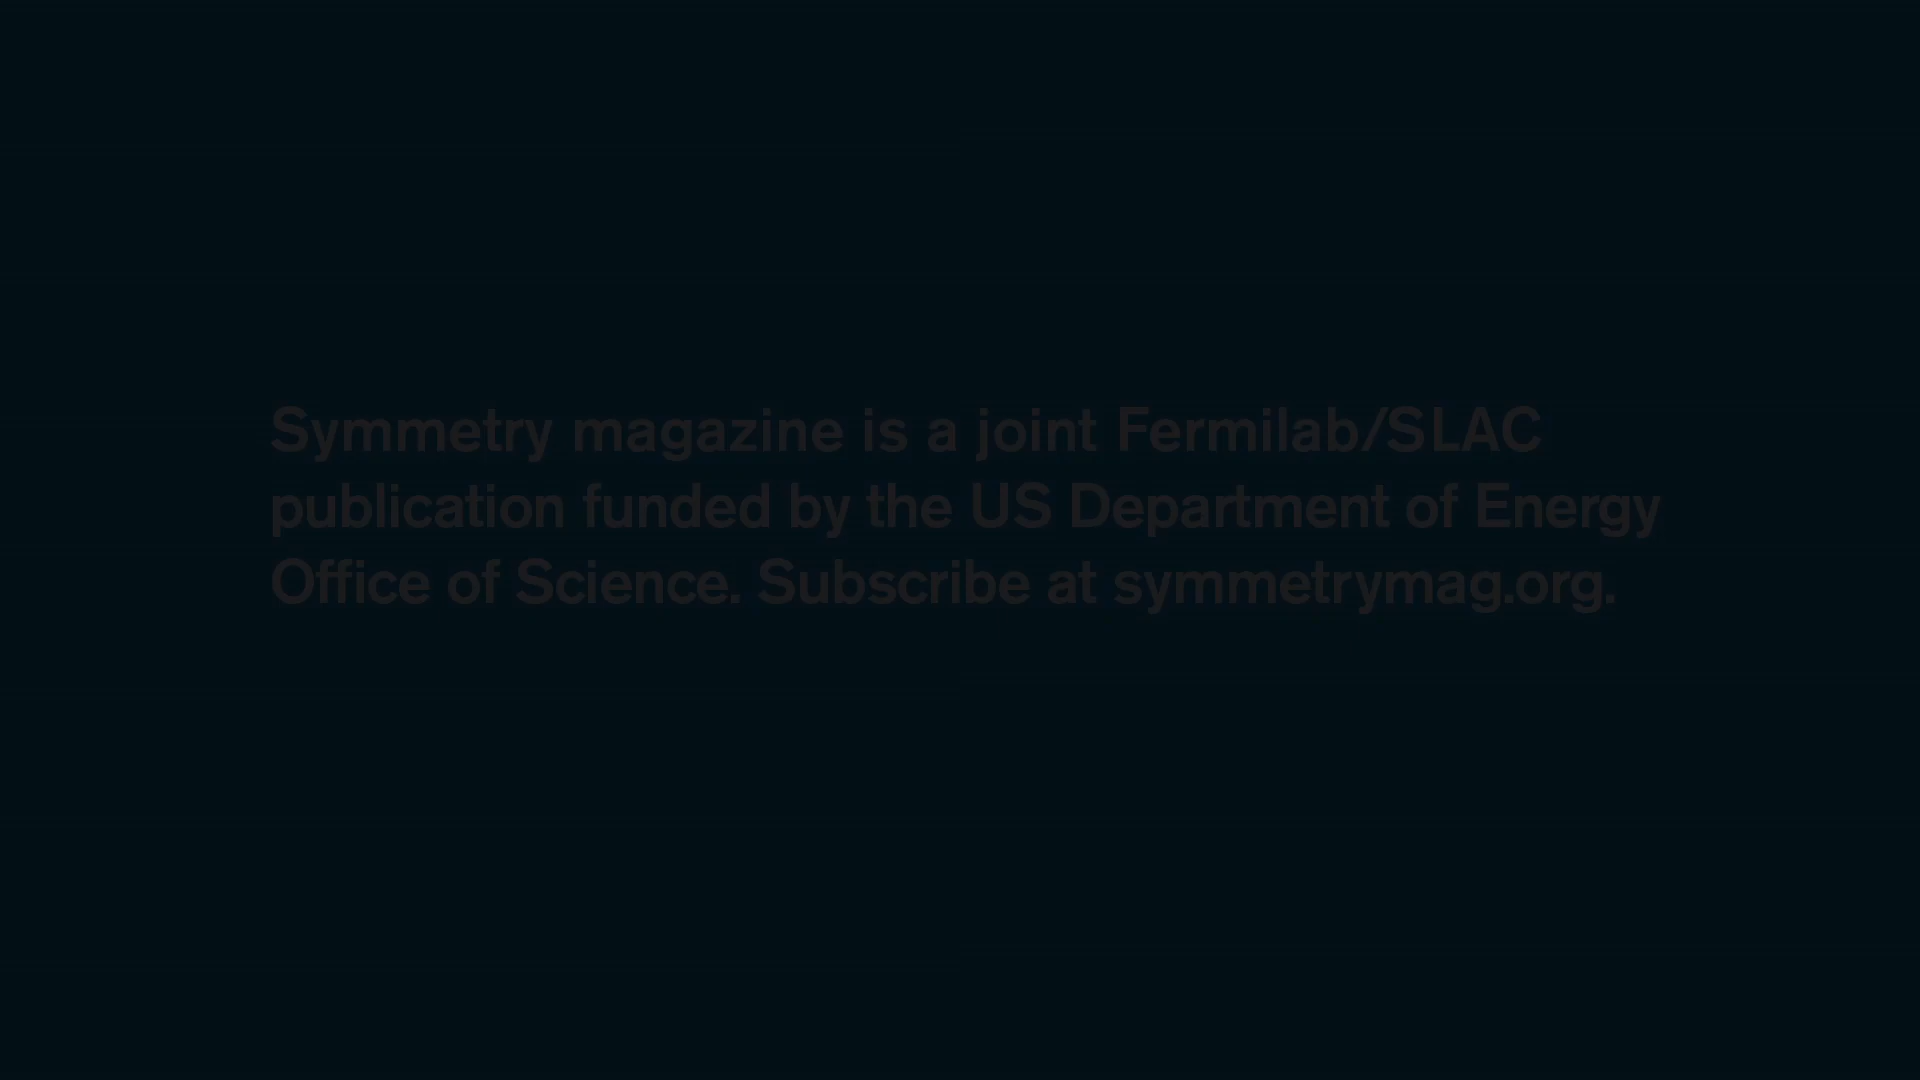 Symmetry magazine is a joint Fermilab/SLAC
publication funded by the US Department of Energy
Office of Science. Subscribe at symmetrymag.org.